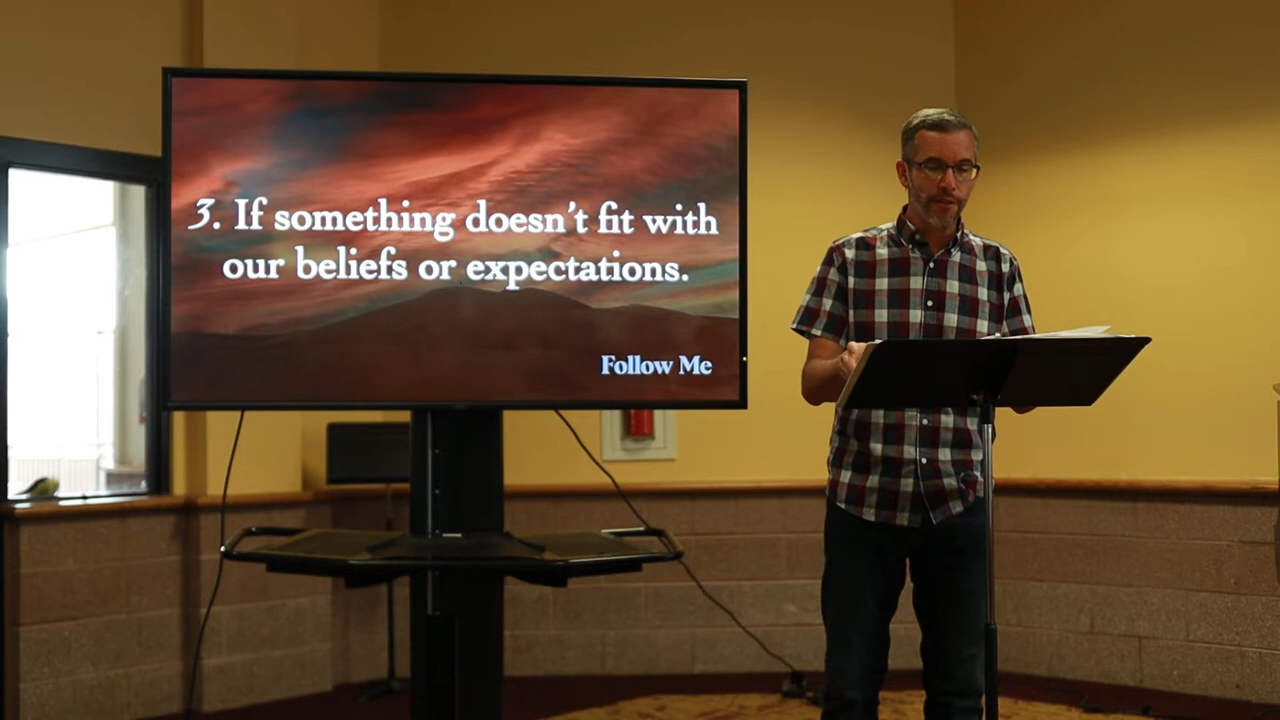 3. If something doesn’t fit with
our beliefs or expectations.
Follow Me